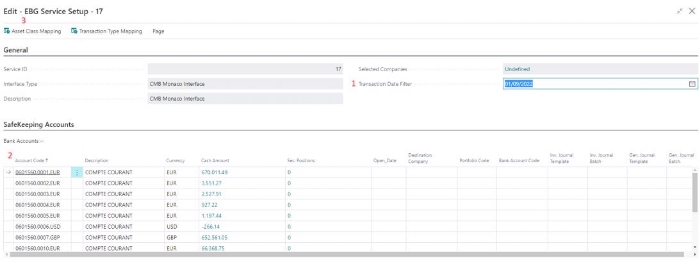 Edit - EBG Service Setup - 17
3
Asset Class Mapping Transaction Type Mapping Page
General
Service ID 17 Selected Companies Undefined
Interface Type CMB Monaco Interface 1 Transaction Date Filter 01/09/2022
Description CMB Monaco Interface
SafeKeeping Accounts
Bank Accounts
2
Account Code ↑ Description Currency Cash Amount Sec. Positions Open_Date Destination Company Portfolio Code Bank Account Code Inv. Journal Template Inv. Journal Batch Gen. Journal Template Gen. Journal Batch
0601560.0001.EUR COMPTE COURANT EUR 670,011.49 0
0601560.0002.EUR COMPTE COURANT EUR 0
0601560.0003.EUR COMPTE COURANT EUR 2,527.51 0
0601560.0004.EUR COMPTE COURANT EUR 527.22 0
0601560.0005.EUR COMPTE COURANT EUR 1,197.44 0
0601560.0006.USD COMPTE COURANT USD -266.14 0
0601560.0007.GBP COMPTE COURANT GBP 652,561.05 0
0601560.0010.EUR COMPTE COURANT EUR 66,368.75 0